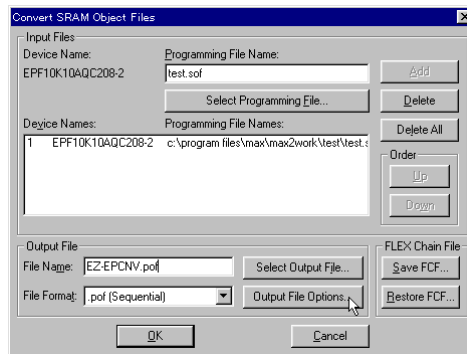 Convert SRAM Object Files
Input Files
Device Name:
Programming File Name:
EPF10K10AQC208-2
test.sof
Add
Select Programming File...
Delete
Device Names:
Programming File Names:
Delete All
1 EPF10K10AQC208-2 c:\program files\max\max2work\test\test.s
Order
Up
Down
Output File
FLEX Chain File
File Name: EZ-EPCNV.pof
Select Output File...
Save FCF...
File Format: .pof (Sequential)
Output File Options...
Restore FCF...
OK
Cancel